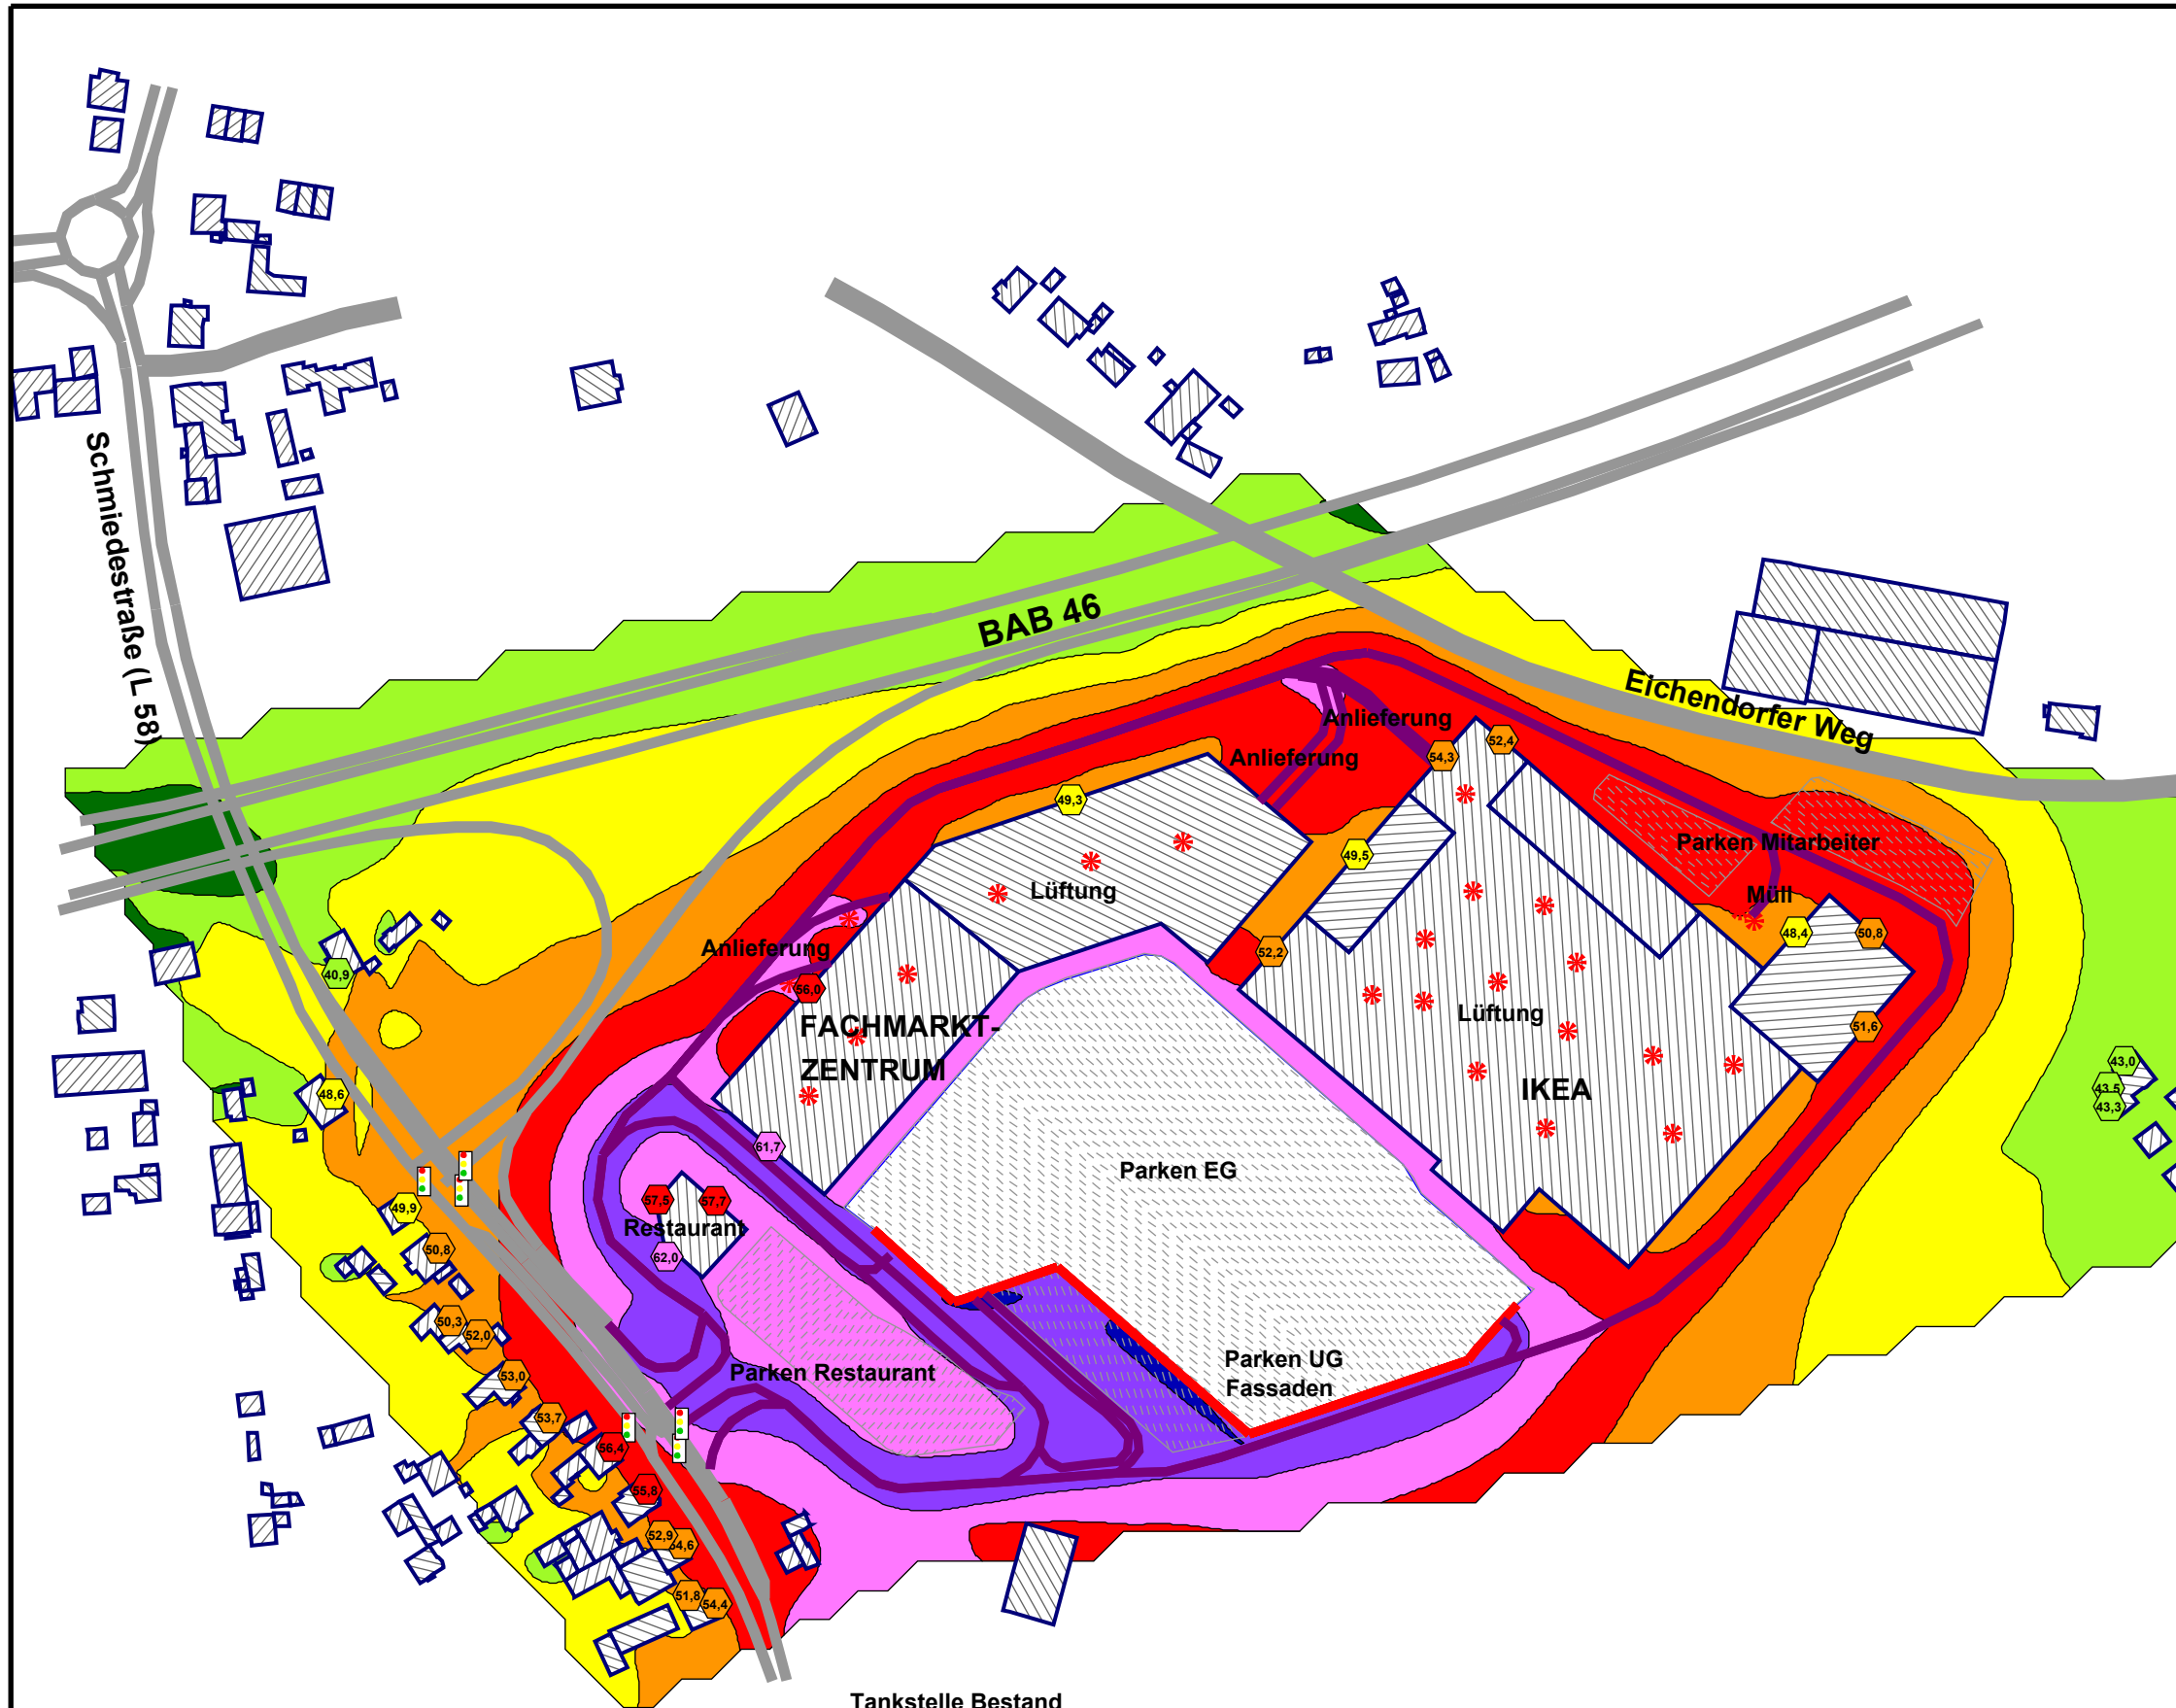 Schmiedestraße (L 58)
BAB 46
Eichendorfer Weg
Anlieferung
Anlieferung
52,4
54,3
49,3
49,5
Parken Mitarbeiter
Müll
Lüftung
48,4
50,8
Anlieferung
52,2
40,9
56,0
Lüftung
51,6
FACHMARKT-
ZENTRUM
IKEA
43,0
43,5
43,3
48,6
61,7
Parken EG
57,5
57,7
49,9
Restaurant
50,8
62,0
50,3
52,0
Parken UG
Fassaden
Parken Restaurant
53,0
53,7
56,4
55,8
52,9
54,6
51,8
54,4
Tankstelle Bestand